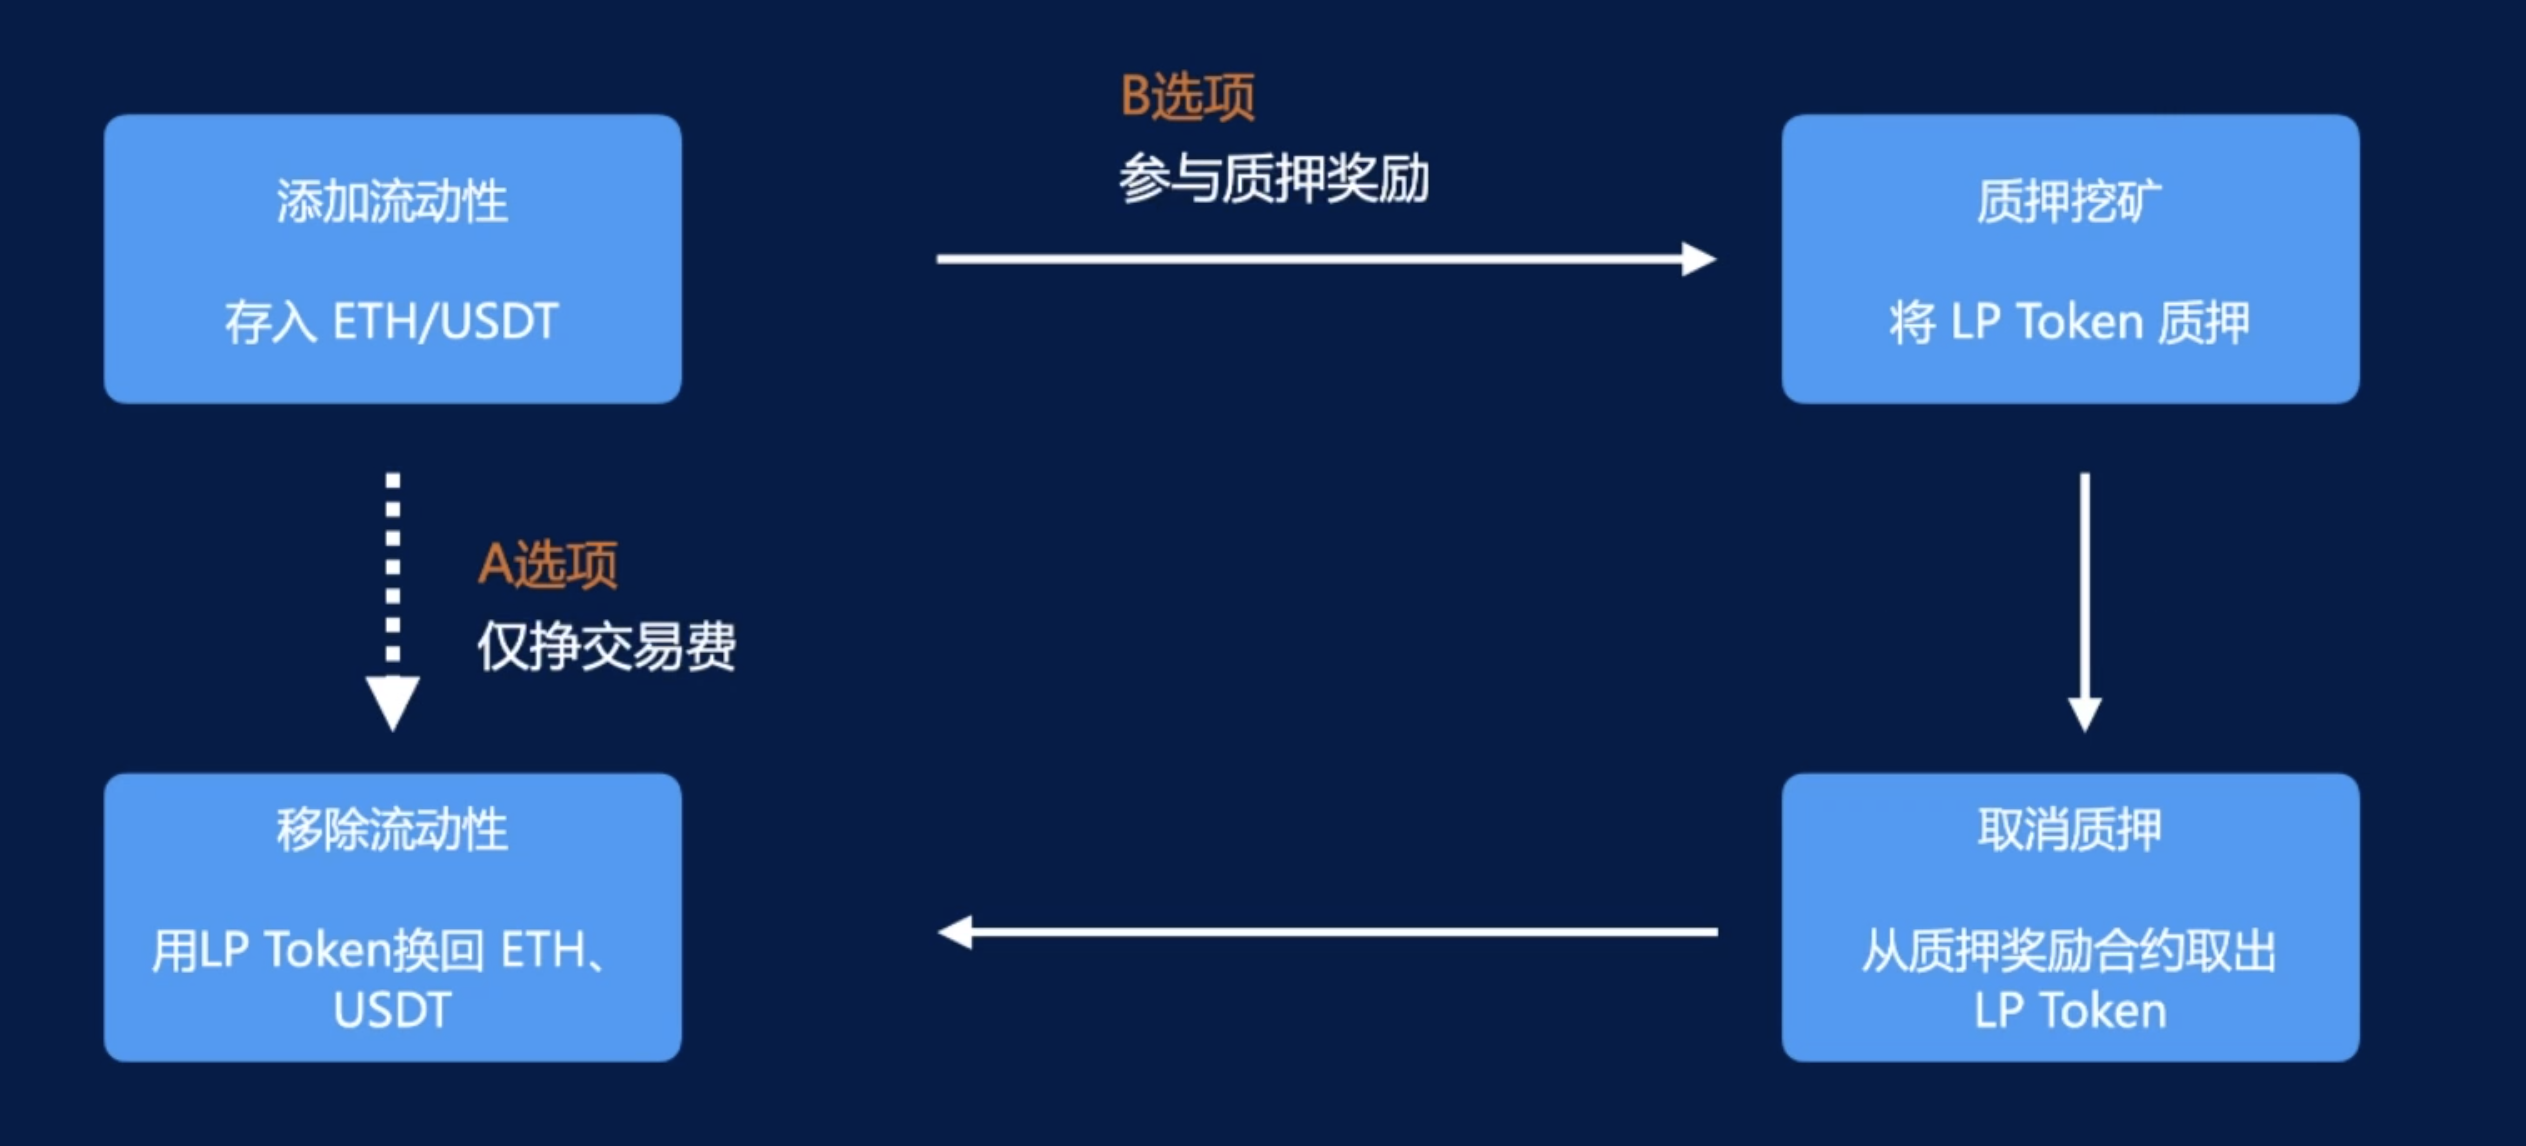 B选项
参与质押奖励
添加流动性
存入 ETH/USDT
质押挖矿
将 LP Token 质押
A选项
仅挣交易费
移除流动性
用LP Token换回 ETH、
USDT
取消质押
从质押奖励合约取出
LP Token